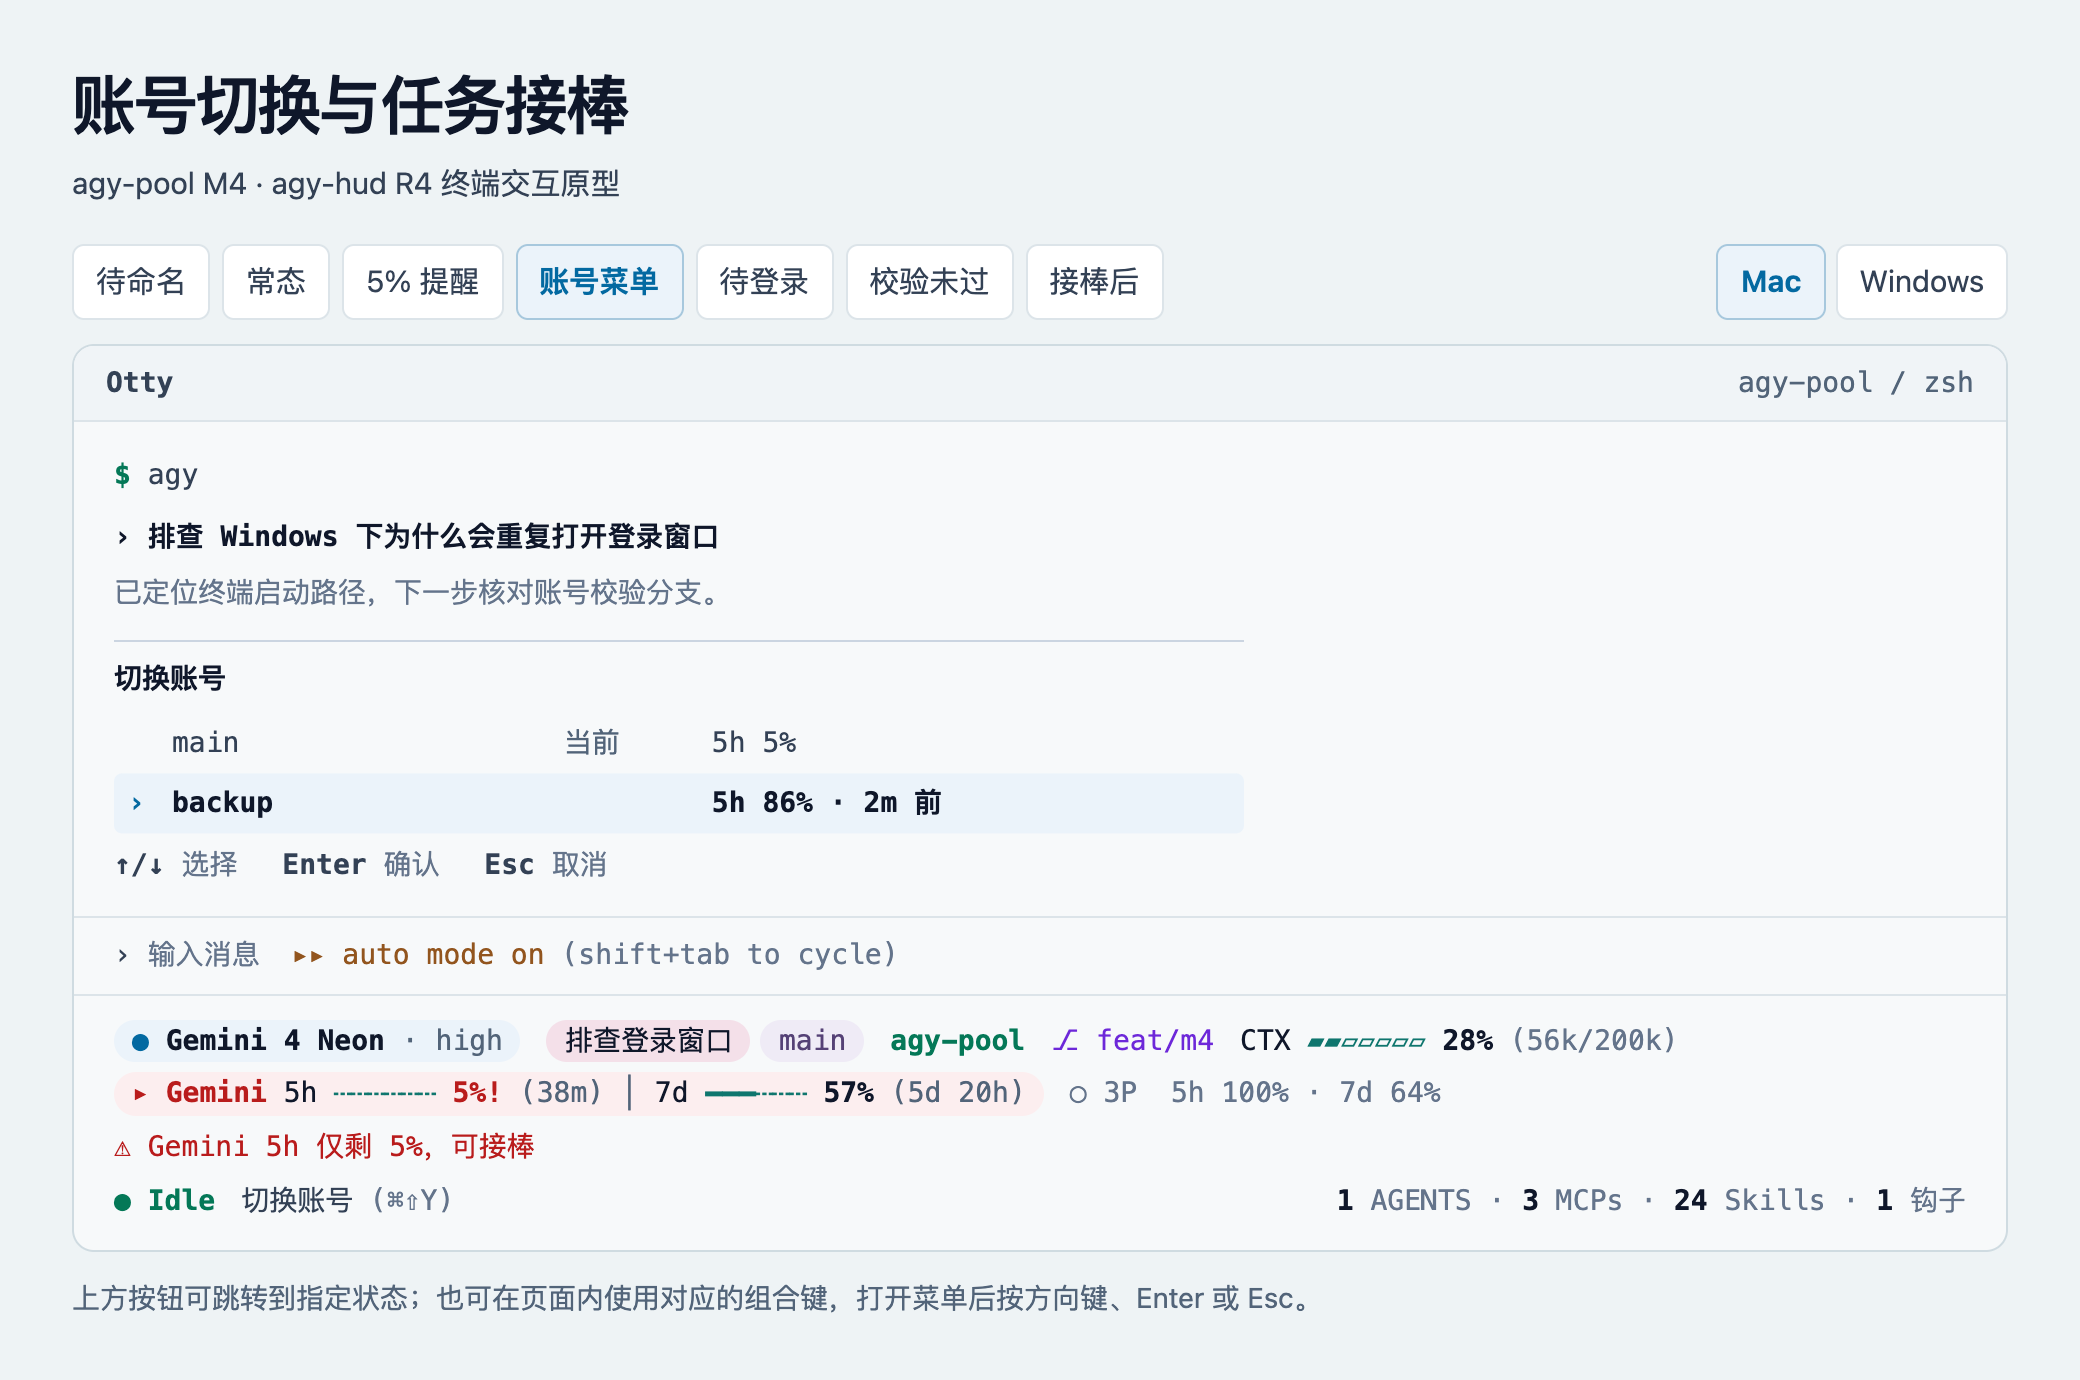 账号切换与任务接棒
agy-pool M4 · agy-hud R4 终端交互原型
待命名 常态 5% 提醒 账号菜单 待登录 校验未过 接棒后 Mac Windows
Otty agy-pool / zsh
$ agy
› 排查 Windows 下为什么会重复打开登录窗口
已定位终端启动路径，下一步核对账号校验分支。
切换账号
main 当前 5h 5%
› backup 5h 86% · 2m 前
↑/↓ 选择 Enter 确认 Esc 取消
› 输入消息 ▸▸ auto mode on (shift+tab to cycle)
● Gemini 4 Neon · high 排查登录窗口 main agy-pool ⎇ feat/m4 CTX ▰▰▱▱▱▱▱ 28% (56k/200k)
▸ Gemini 5h 5%! (38m) │ 7d 57% (5d 20h) ○ 3P 5h 100% · 7d 64%
⚠ Gemini 5h 仅剩 5%，可接棒
● Idle 切换账号 (⌘⇧Y) 1 AGENTS · 3 MCPs · 24 Skills · 1 钩子
上方按钮可跳转到指定状态；也可在页面内使用对应的组合键，打开菜单后按方向键、Enter 或 Esc。